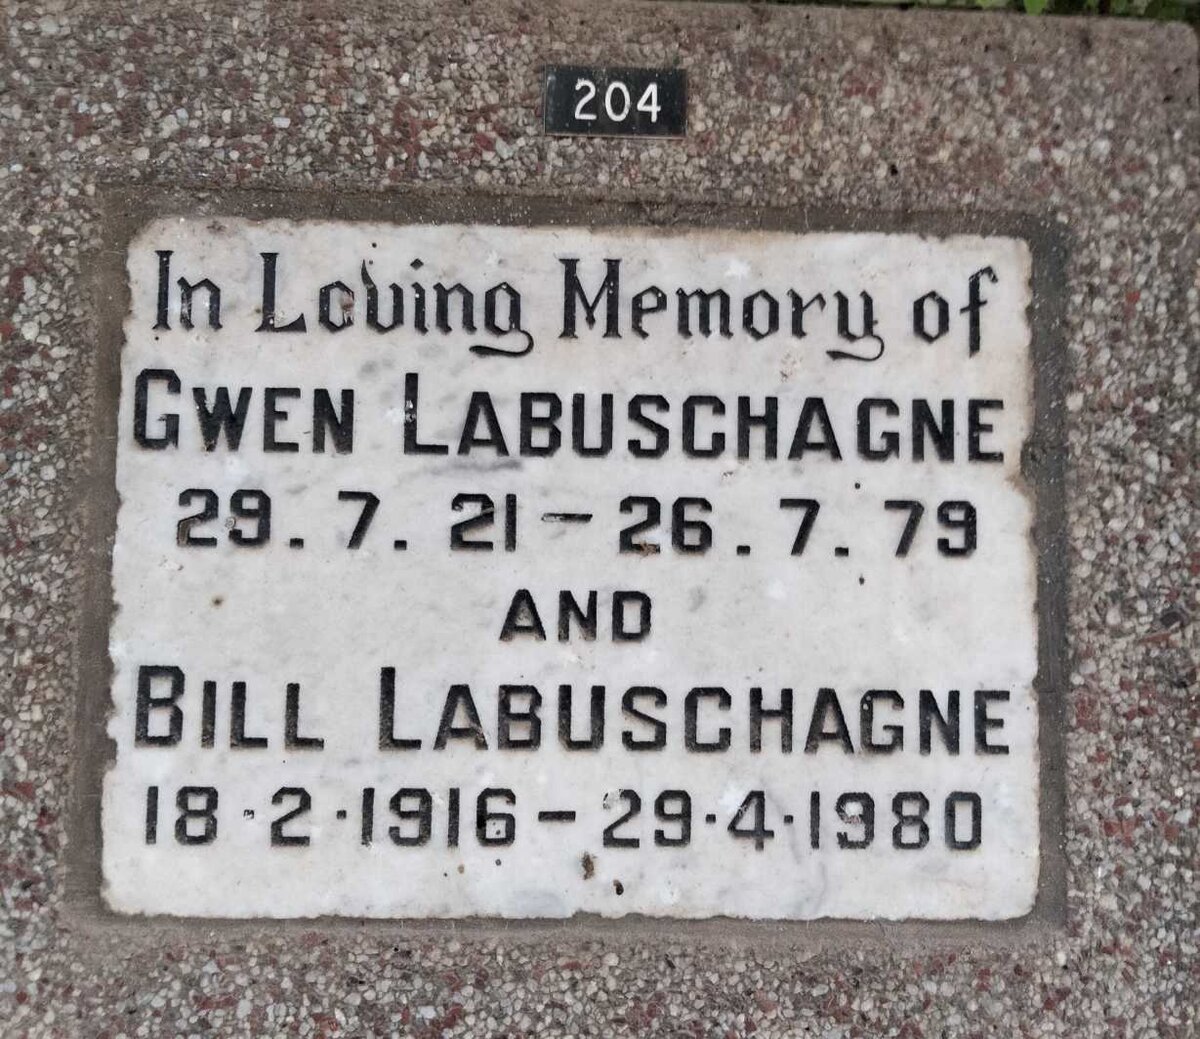 204
In Loving Memory of
GWEN LABUSCHAGNE
29.7.21 - 26.7.79
AND
BILL LABUSCHAGNE
18·2·1916 - 29·4·1980